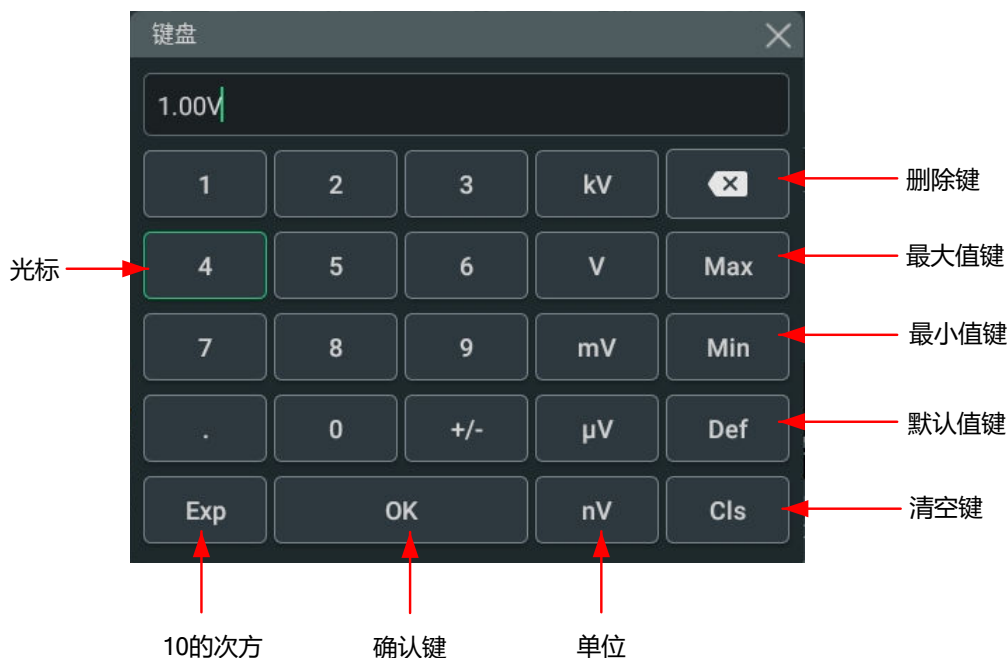 键盘
1.00V
1 2 3 kV 删除键
光标 4 5 6 V Max 最大值键
7 8 9 mV Min 最小值键
. 0 +/- µV Def 默认值键
Exp OK nV Cls 清空键
10的次方 确认键 单位